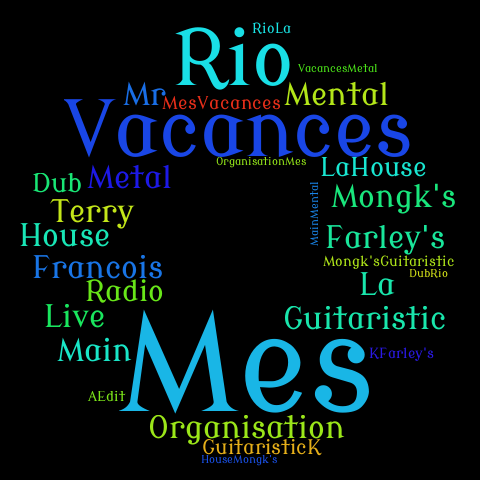 RioLa
Rio
VacancesMetal
Mr
MesVacances
Mental
Vacances
OrganisationMes
LaHouse
Dub
Metal
MainMental
Mongk's
Terry
House
Farley's
Francois
Mongk'sGuitaristic
DubRio
Radio
La
Live
Guitaristic
Main
KFarley's
Mes
AEdit
Organisation
GuitaristicK
HouseMongk's